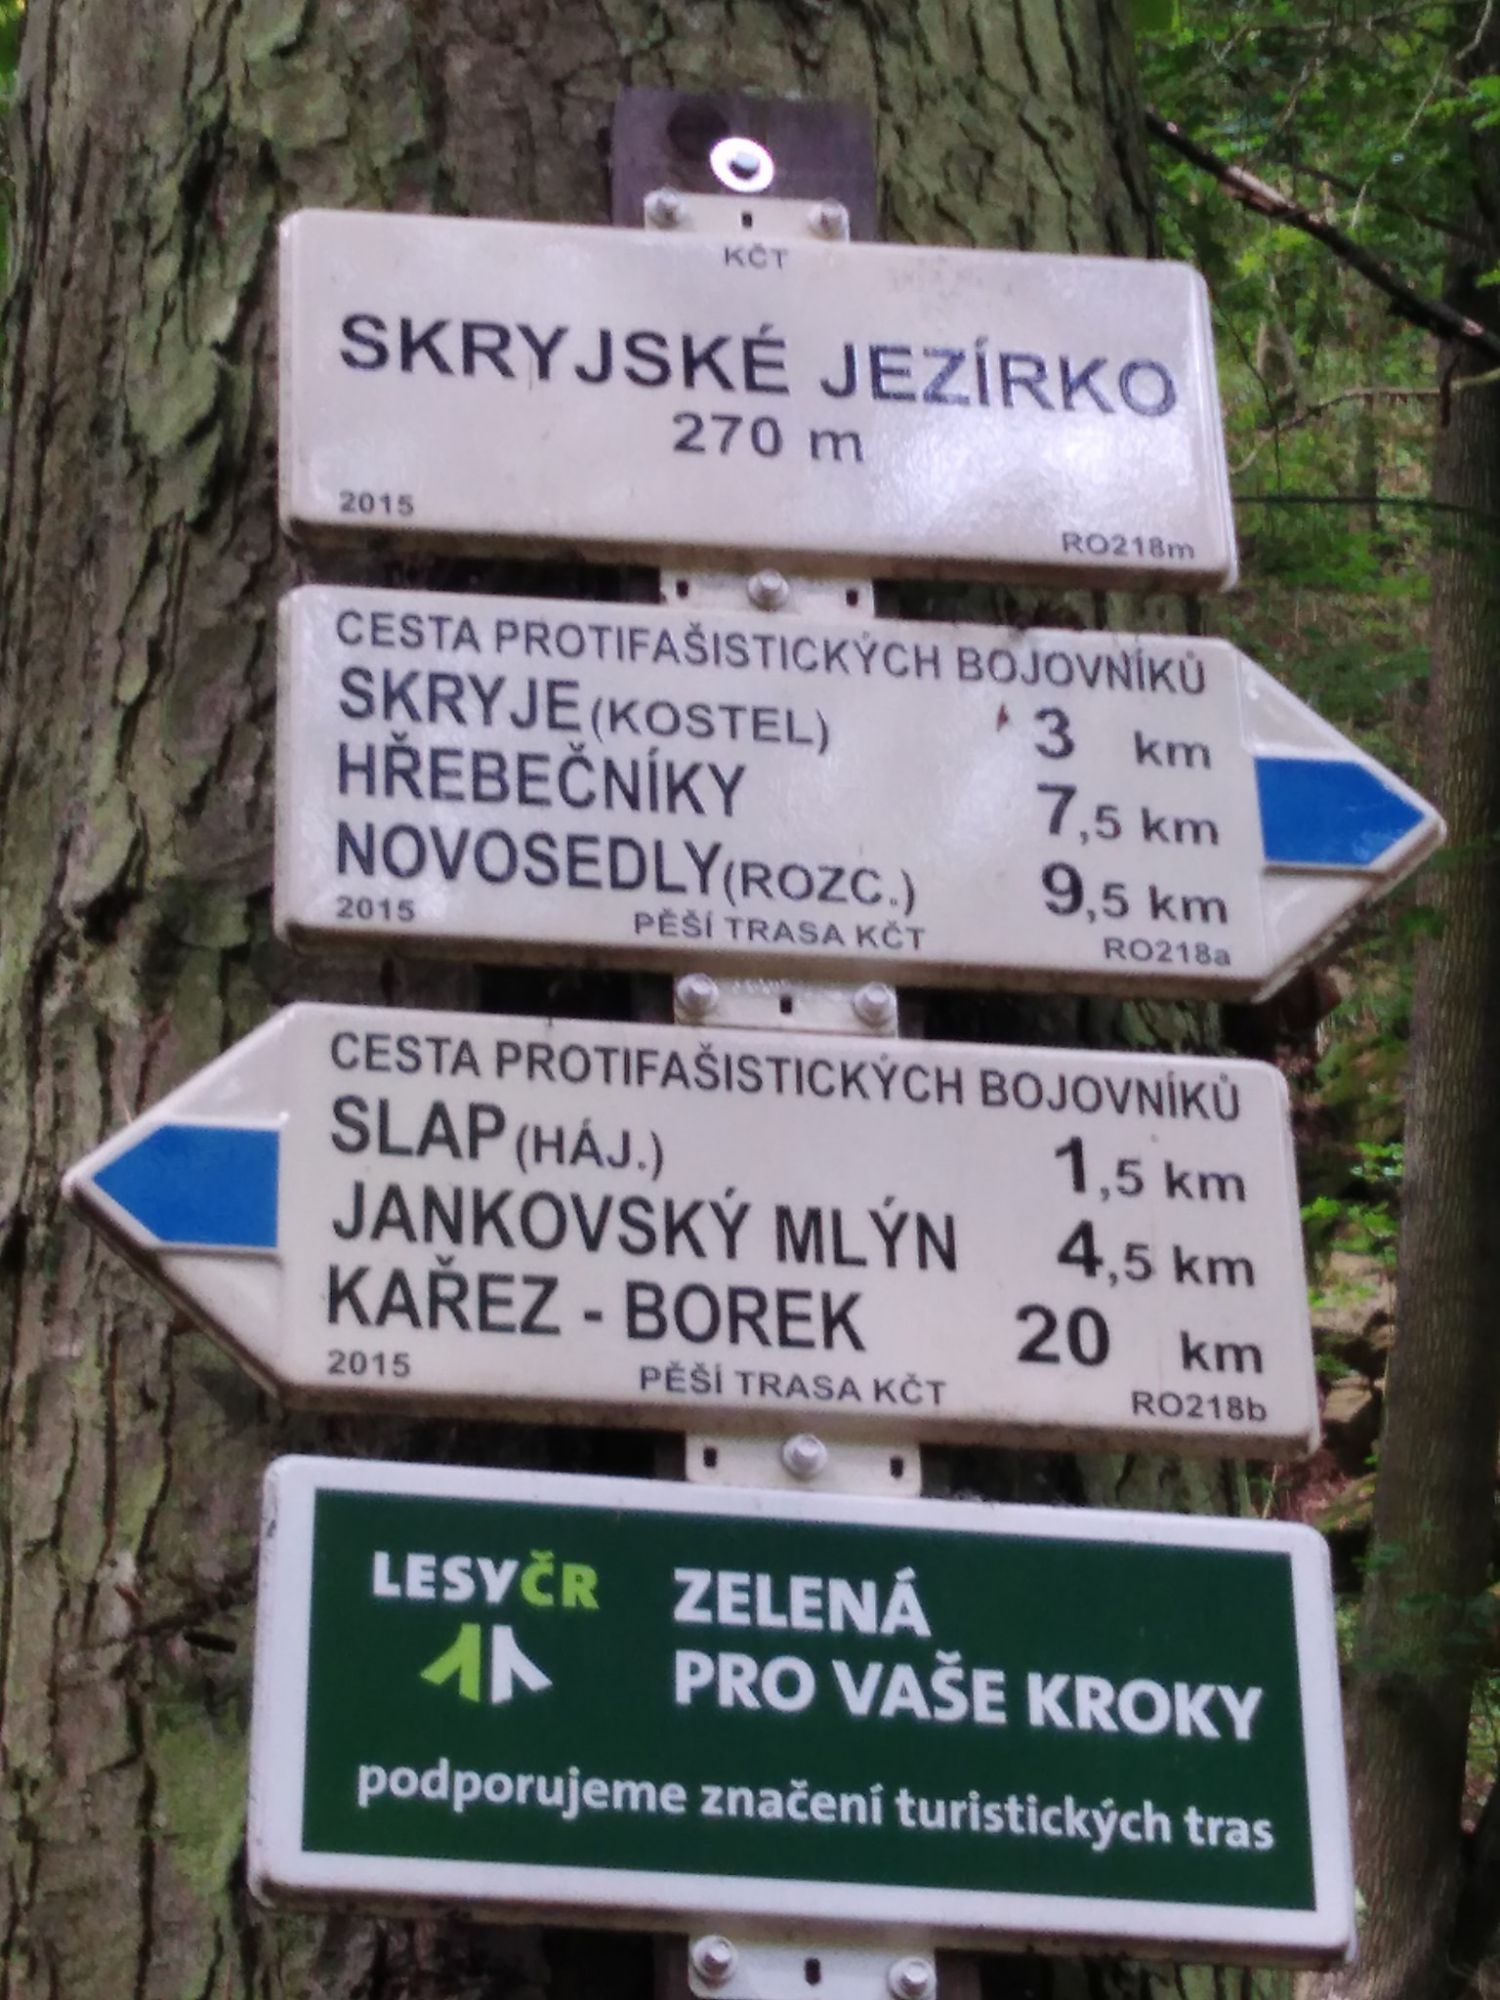 KČT
SKRYJSKÉ JEZÍRKO
270 m
2015 RO218m
CESTA PROTIFAŠISTICKÝCH BOJOVNÍKŮ
SKRYJE (KOSTEL) 3 km
HŘEBEČNÍKY 7,5 km
NOVOSEDLY (ROZC.) 9,5 km
2015 PĚŠÍ TRASA KČT RO218a
CESTA PROTIFAŠISTICKÝCH BOJOVNÍKŮ
SLAP (HÁJ.) 1,5 km
JANKOVSKÝ MLÝN 4,5 km
KAŘEZ - BOREK 20 km
2015 PĚŠÍ TRASA KČT RO218b
LESY ČR
ZELENÁ
PRO VAŠE KROKY
podporujeme značení turistických tras